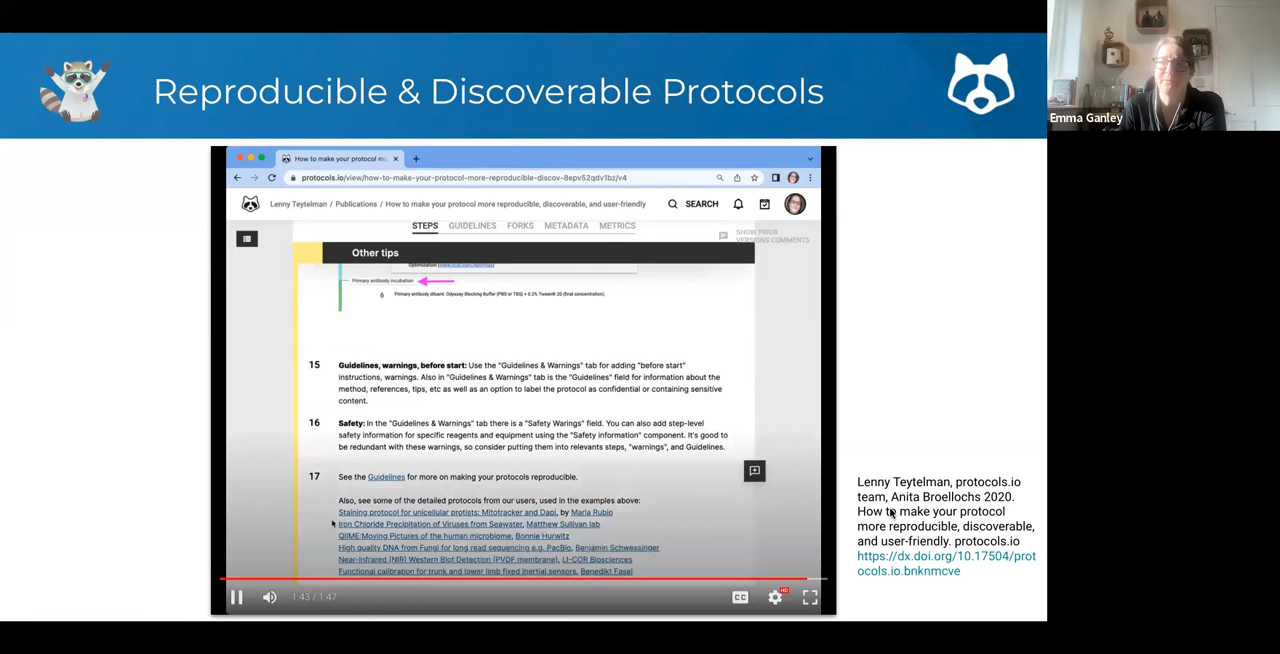 Reproducible & Discoverable Protocols
Emma Ganley
How to make your protocol mo
protocols.io/view/how-to-make-your-protocol-more-reproducible-discov-8epv52qdv1bz/v4
Lenny Teytelman / Publications / How to make your protocol more reproducible, discoverable, and user-friendly
SEARCH
STEPS GUIDELINES FORKS METADATA METRICS
SHOW PRIOR
VERSIONS COMMENTS
Other tips
Primary antibody incubation
6 Primary antibody diluent: Odyssey Blocking Buffer (PBS or TBS) + 0.2% Tween® 20 (final concentration).
15 Guidelines, warnings, before start: Use the "Guidelines & Warnings" tab for adding "before start"
instructions, warnings. Also in "Guidelines & Warnings" tab is the "Guidelines" field for information about the
method, references, tips, etc as well as an option to label the protocol as confidential or containing sensitive
content.
16 Safety: In the "Guidelines & Warnings" tab there is a "Safety Warings" field. You can also add step-level
safety information for specific reagents and equipment using the "Safety information" component. It's good to
be redundant with these warnings, so consider putting them into relevant steps, "warnings", and Guidelines.
17 See the Guidelines for more on making your protocols reproducible.
Also, see some of the detailed protocols from our users, used in the examples above:
Staining protocol for unicellular protists: Mitotracker and Dapi, by Maria Rubio
Iron Chloride Precipitation of Viruses from Seawater, Matthew Sullivan lab
QIIME:Moving Pictures of the human microbiome, Bonnie Hurwitz
High quality DNA from Fungi for long read sequencing e.g. PacBio, Benjamin Schwessinger
Near-Infrared (NIR) Western Blot Detection (PVDF membrane), LI-COR Biosciences
Functional calibration for trunk and lower limb fixed inertial sensors, Benedikt Fasel
1:43 / 1:47
CC
HD
Lenny Teytelman, protocols.io
team, Anita Broellochs 2020.
How to make your protocol
more reproducible, discoverable,
and user-friendly. protocols.io
https://dx.doi.org/10.17504/prot
ocols.io.bnknmcve